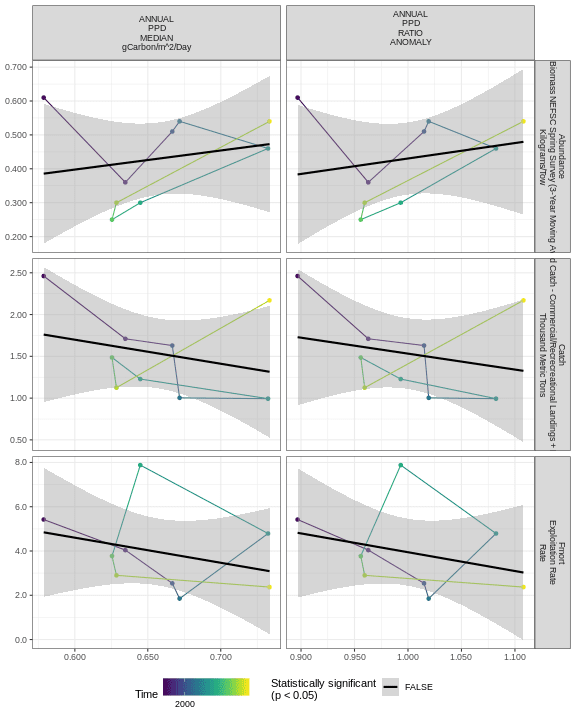 ANNUAL
PPD
MEDIAN
gCarbon/m^2/Day
ANNUAL
PPD
RATIO
ANOMALY
0.700
0.600
0.500
0.400
0.300
0.200
Abundance
Biomass NEFSC Spring Survey (3-Year Moving
Kilograms/Tow
2.50
2.00
1.50
1.00
0.50
Catch
Catch - Commercial/Recreational Landings +
Thousand Metric Tons
8.0
6.0
4.0
2.0
0.0
Fmort
Exploitation Rate
Rate
0.600
0.650
0.700
0.900
0.950
1.000
1.050
1.100
Time
2000
Statistically significant
(p < 0.05)
FALSE